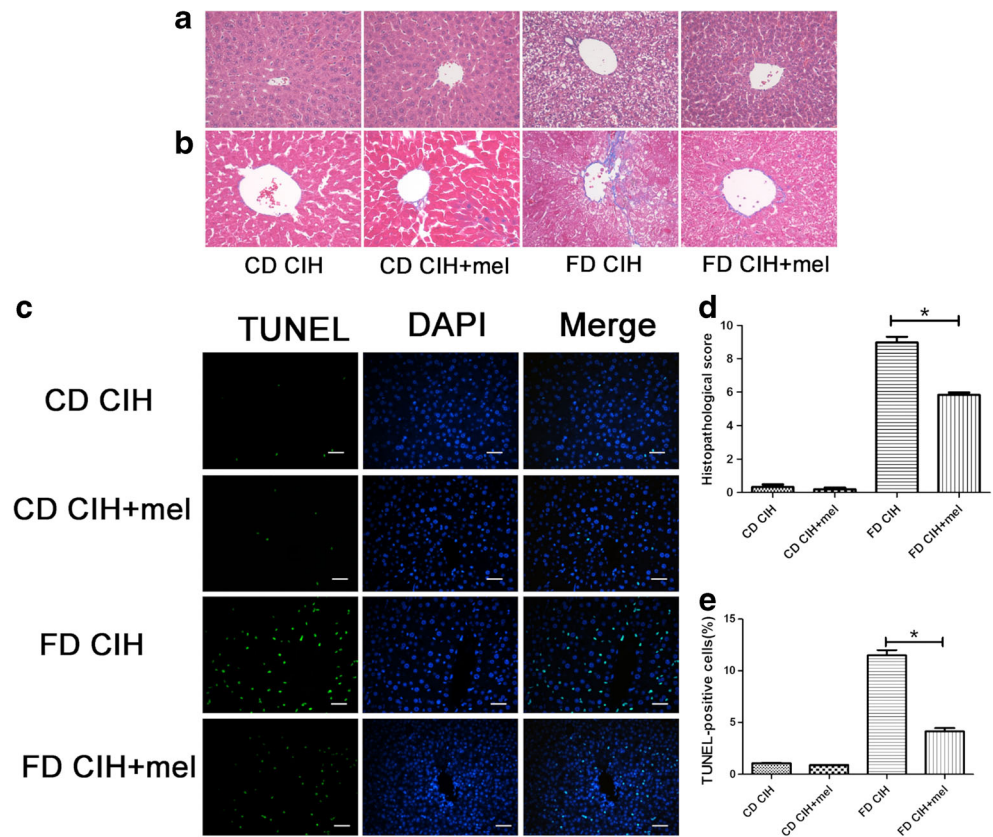 a
b
CD CIH CD CIH+mel FD CIH FD CIH+mel
c
TUNEL DAPI Merge
CD CIH
CD CIH+mel
FD CIH
FD CIH+mel
d
*
Histopathological score
10
8
6
4
2
0
CD CIH
CD CIH+mel
FD CIH
FD CIH+mel
e
*
TUNEL-positive cells(%)
15
10
5
0
CD CIH
CD CIH+mel
FD CIH
FD CIH+mel